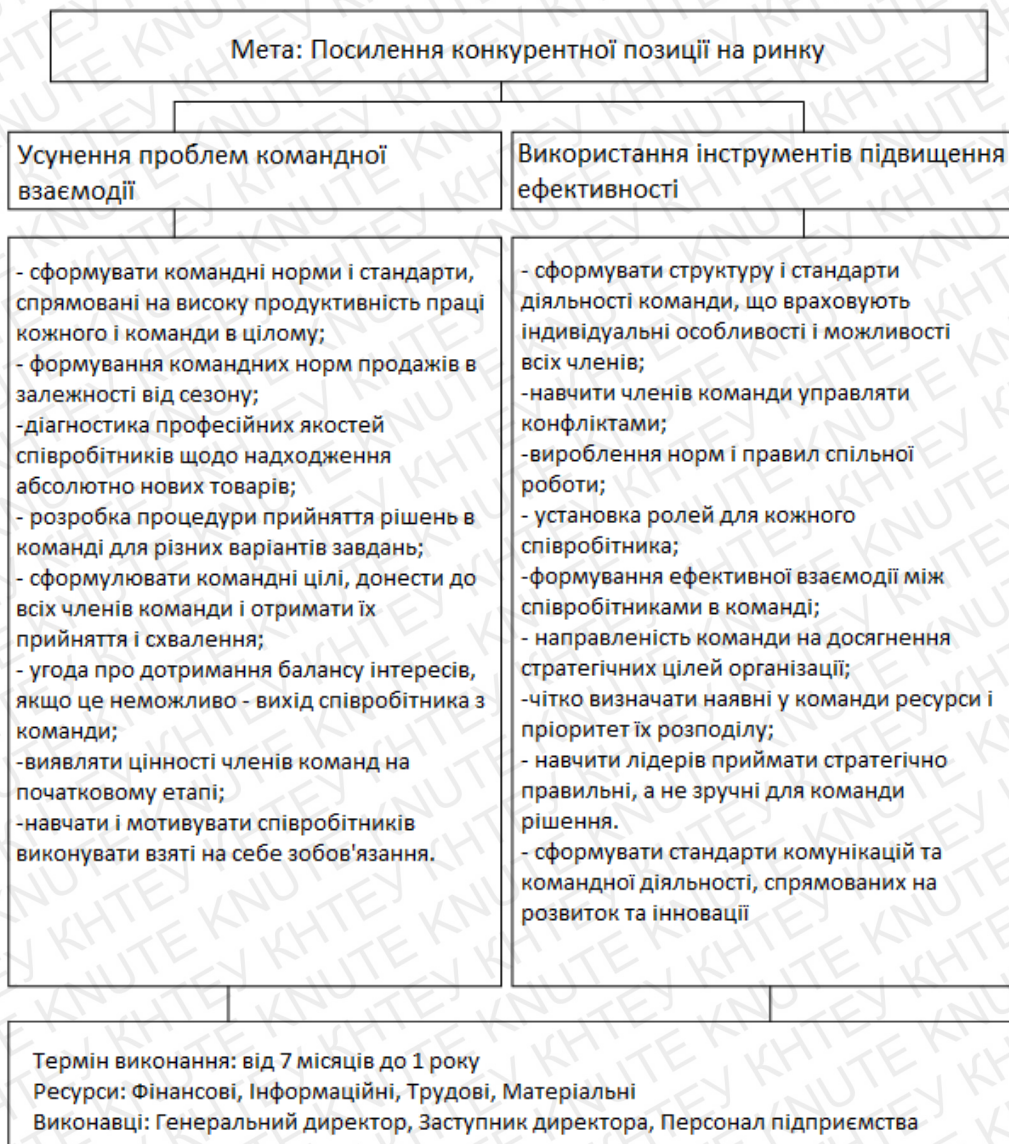 Мета: Посилення конкурентної позиції на ринку
Усунення проблем командної
взаємодії
- сформувати командні норми і стандарти,
спрямовані на високу продуктивність праці
кожного і команди в цілому;
- формування командних норм продажів в
залежності від сезону;
-діагностика професійних якостей
співробітників щодо надходження
абсолютно нових товарів;
- розробка процедури прийняття рішень в
команді для різних варіантів завдань;
- сформулювати командні цілі, донести до
всіх членів команди і отримати їх
прийняття і схвалення;
- угода про дотримання балансу інтересів,
якщо це неможливо - вихід співробітника з
команди;
-виявляти цінності членів команд на
початковому етапі;
-навчати і мотивувати співробітників
виконувати взяті на себе зобов'язання.
Використання інструментів підвищення
ефективності
- сформувати структуру і стандарти
діяльності команди, що враховують
індивідуальні особливості і можливості
всіх членів;
-навчити членів команди управляти
конфліктами;
-вироблення норм і правил спільної
роботи;
- установка ролей для кожного
співробітника;
-формування ефективної взаємодії між
співробітниками в команді;
- направленість команди на досягнення
стратегічних цілей організації;
-чітко визначати наявні у команди ресурси і
пріоритет їх розподілу;
- навчити лідерів приймати стратегічно
правильні, а не зручні для команди
рішення.
- сформувати стандарти комунікацій та
командної діяльності, спрямованих на
розвиток та інновації
Термін виконання: від 7 місяців до 1 року
Ресурси: Фінансові, Інформаційні, Трудові, Матеріальні
Виконавці: Генеральний директор, Заступник директора, Персонал підприємства